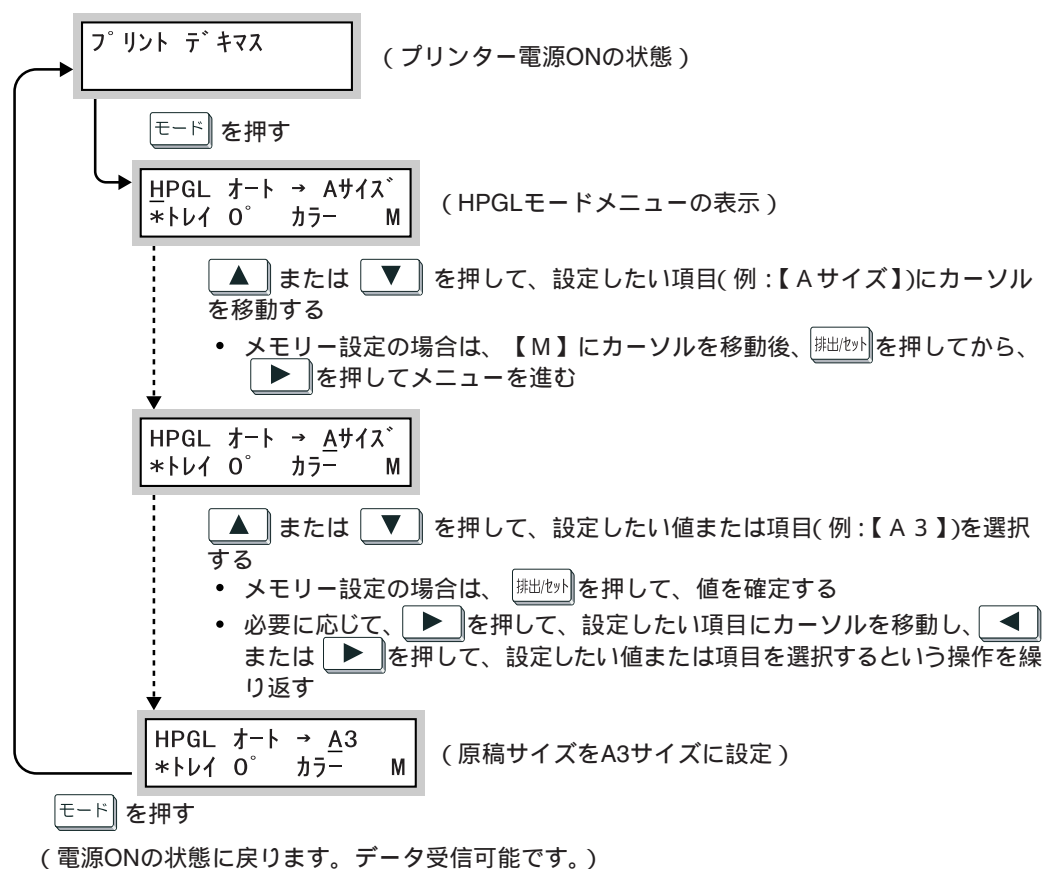 プリント デキマス
(プリンター電源ONの状態)
モード を押す
HPGL オート → Aサイズ
*トレイ 0° カラー M
(HPGLモードメニューの表示)
▲ または ▼ を押して、設定したい項目(例:【Aサイズ】)にカーソル
を移動する
• メモリー設定の場合は、【M】にカーソルを移動後、排出/セットを押してから、
▶ を押してメニューを進む
HPGL オート → Aサイズ
*トレイ 0° カラー M
▲ または ▼ を押して、設定したい値または項目(例:【A3】)を選択
する
• メモリー設定の場合は、排出/セットを押して、値を確定する
• 必要に応じて、▶ を押して、設定したい項目にカーソルを移動し、◀
または ▶ を押して、設定したい値または項目を選択するという操作を繰
り返す
HPGL オート → A3
*トレイ 0° カラー M
(原稿サイズをA3サイズに設定)
モード を押す
(電源ONの状態に戻ります。データ受信可能です。)